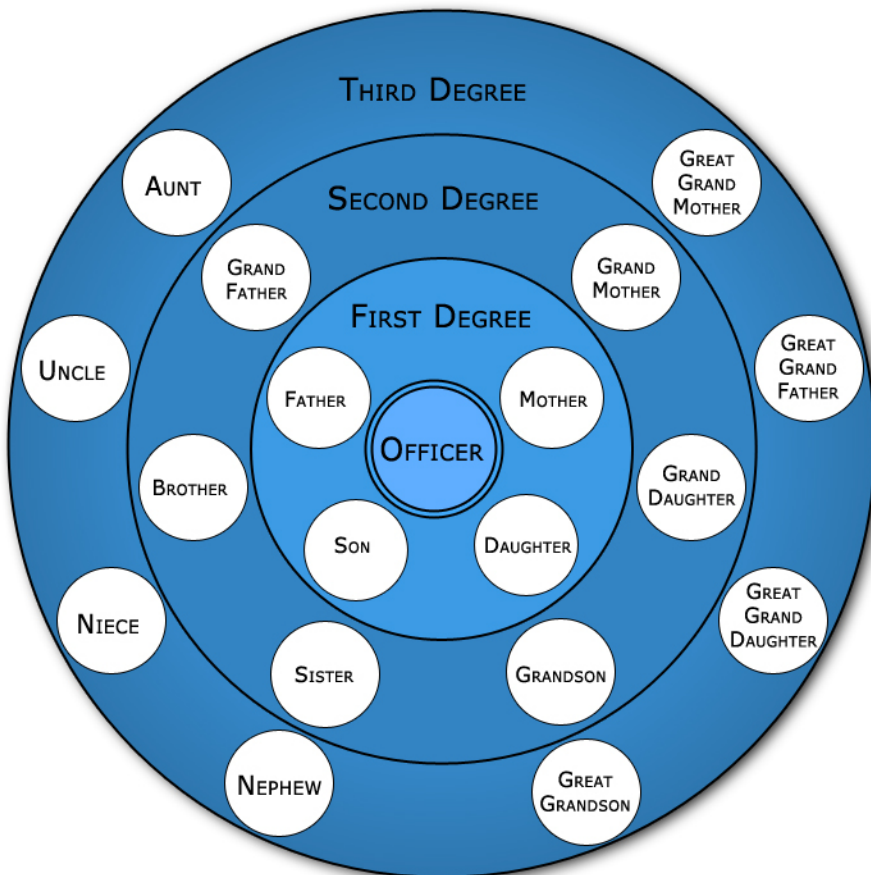 Third Degree
Aunt
Great
Grand
Mother
Second Degree
Grand
Father
Grand
Mother
First Degree
Uncle
Great
Grand
Father
Father
Mother
Officer
Brother
Grand
Daughter
Son
Daughter
Niece
Great
Grand
Daughter
Sister
Grandson
Nephew
Great
Grandson